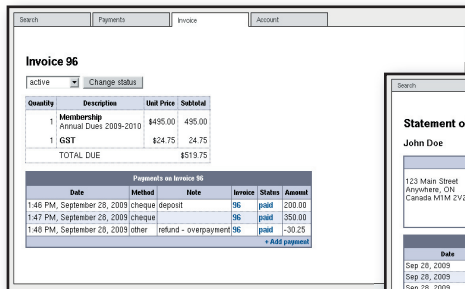 Search Payments Invoice Account
Invoice 96
active Change status
Quantity Description Unit Price Subtotal
1 Membership $495.00 495.00
Annual Dues 2009-2010
1 GST $24.75 24.75
TOTAL DUE $519.75
Payments on Invoice 96
Date Method Note Invoice Status Amount
1:46 PM, September 28, 2009 cheque deposit 96 paid 200.00
1:47 PM, September 28, 2009 cheque 96 paid 350.00
1:48 PM, September 28, 2009 other refund - overpayment 96 paid -30.25
+ Add payment
Search
Statement o
John Doe
123 Main Street
Anywhere, ON
Canada M1M 2V2
Date
Sep 28, 2009
Sep 28, 2009
Sep 28, 2009